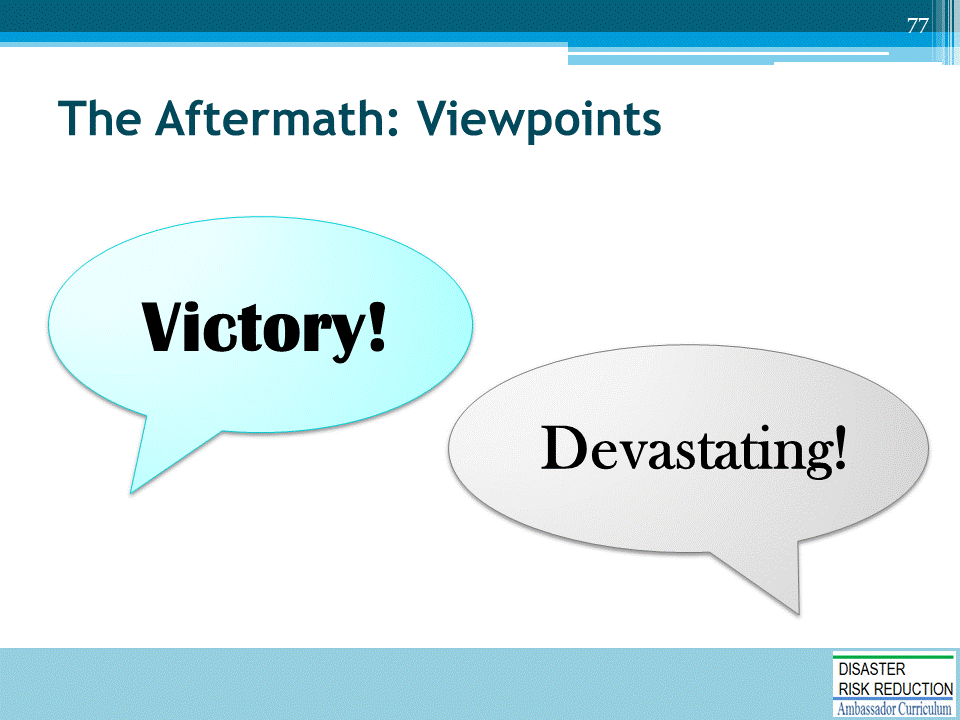 77
The Aftermath: Viewpoints
Victory!
Devastating!
DISASTER
RISK REDUCTION
Ambassador Curriculum